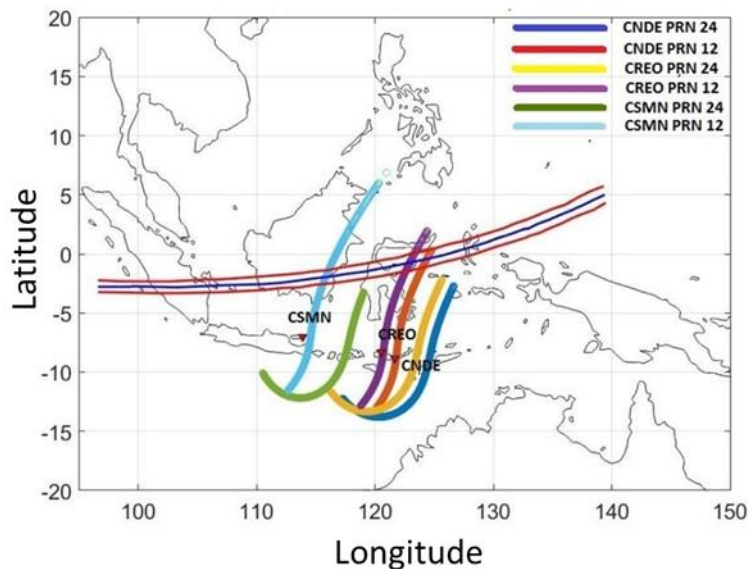 20
15
10
5
0
-5
-10
-15
-20
Latitude
CNDE PRN 24
CNDE PRN 12
CREO PRN 24
CREO PRN 12
CSMN PRN 24
CSMN PRN 12
CSMN
CREO
CNDE
100 110 120 130 140 150
Longitude